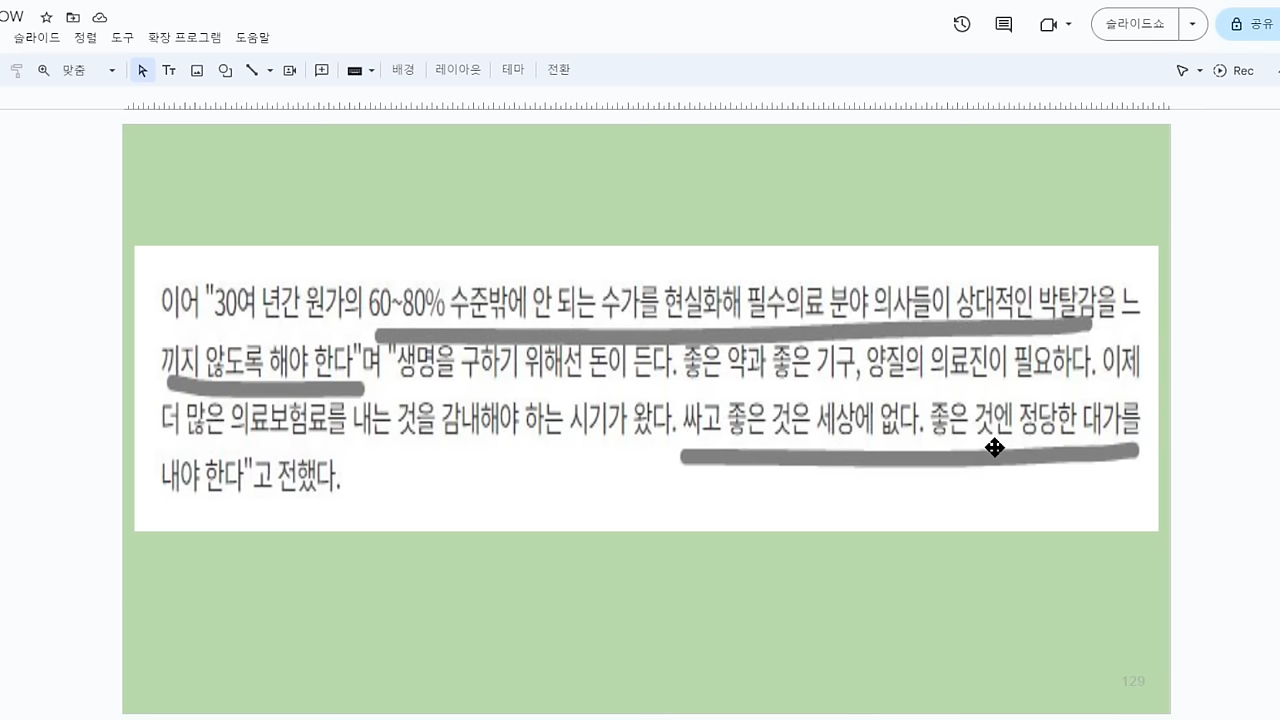 OW
슬라이드 정렬 도구 확장 프로그램 도움말
슬라이드쇼
공유
맞춤
배경 레이아웃 테마 전환
Rec
이어 "30여 년간 원가의 60~80% 수준밖에 안 되는 수가를 현실화해 필수의료 분야 의사들이 상대적인 박탈감을 느
끼지 않도록 해야 한다"며 "생명을 구하기 위해선 돈이 든다. 좋은 약과 좋은 기구, 양질의 의료진이 필요하다. 이제
더 많은 의료보험료를 내는 것을 감내해야 하는 시기가 왔다. 싸고 좋은 것은 세상에 없다. 좋은 것엔 정당한 대가를
내야 한다"고 전했다.
129